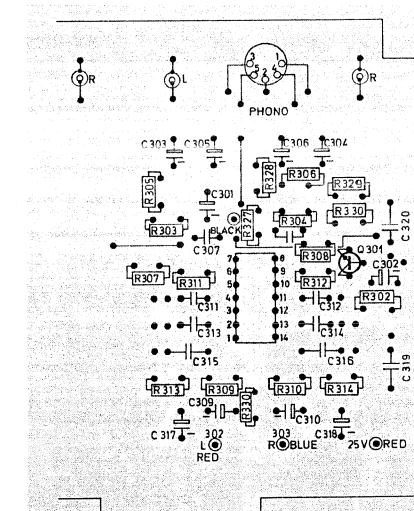 3 1
5 4
2
R L R
PHONO
C303 C305 C306 C304
R305 R328 R306 R329
C301
R303 BLACK R327 R304 R330 C320
C307 R308 Q301
7 8
C302
R307 R311 6 9 R312
5 10 R302
C311 4 11 C312
3 12
C313 2 13 C314
1 14
C315 C316 C319
R313 R309 R310 R314
C309 R330 C310
C317 302 303 C318
L R BLUE 25V RED
RED